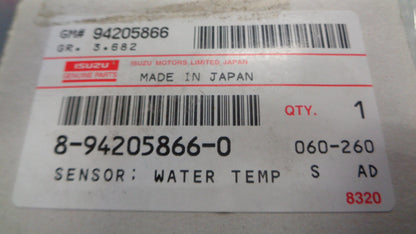 GM# 94205866
GR. 3.682
ISUZU
GENUINE PARTS
ISUZU MOTORS LIMITED, JAPAN
MADE IN JAPAN
QTY. 1
8-94205866-0
060-260
SENSOR; WATER TEMP S AD
8320